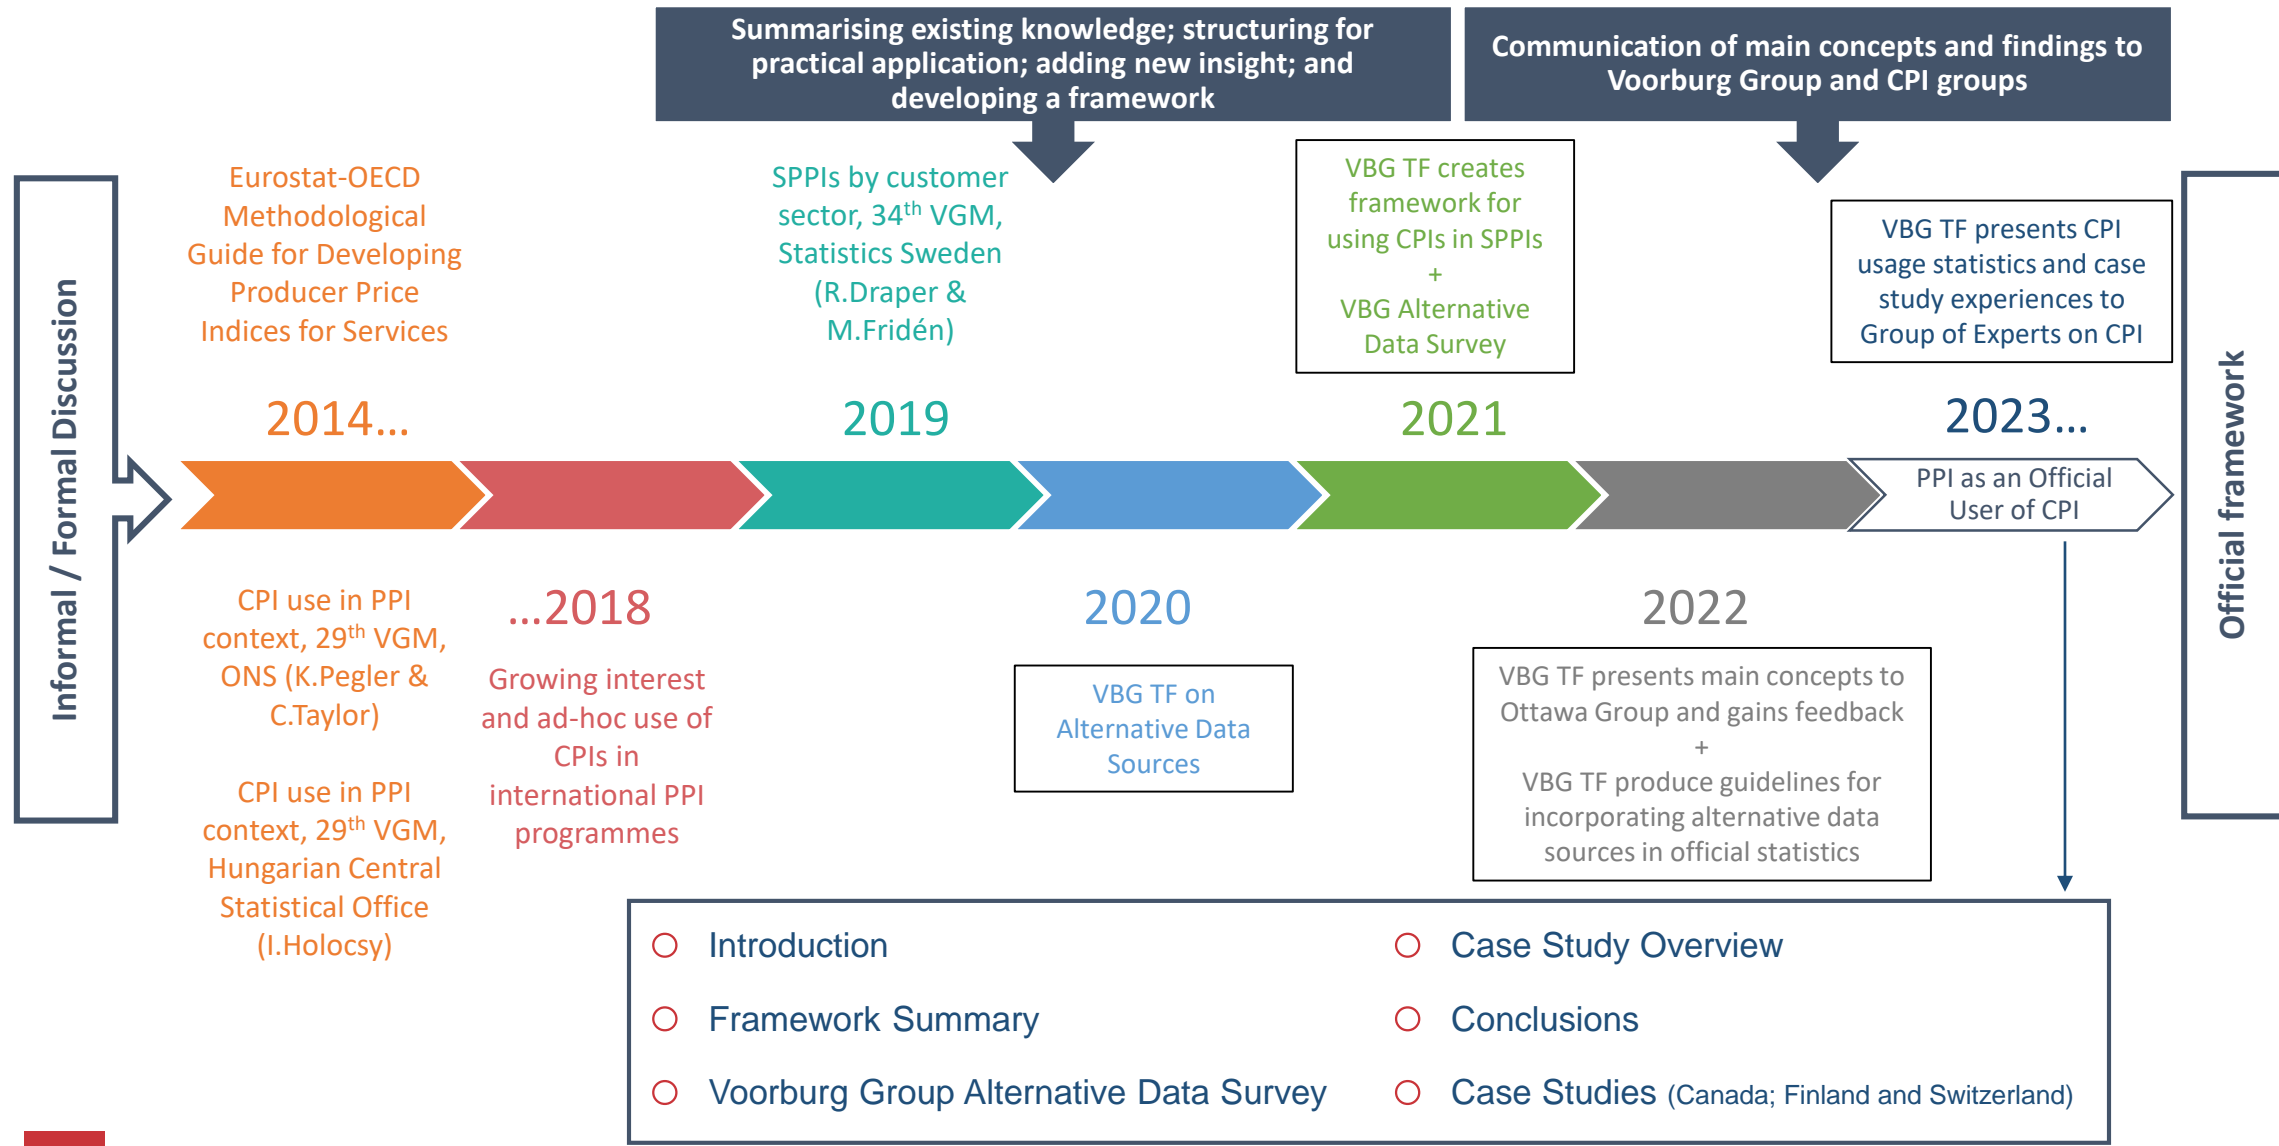 Summarising existing knowledge; structuring for
practical application; adding new insight; and
developing a framework
Communication of main concepts and findings to
Voorburg Group and CPI groups
Informal / Formal Discussion
Eurostat-OECD
Methodological
Guide for Developing
Producer Price
Indices for Services
2014...
CPI use in PPI
context, 29th VGM,
ONS (K.Pegler &
C.Taylor)
CPI use in PPI
context, 29th VGM,
Hungarian Central
Statistical Office
(I.Holocsy)
...2018
Growing interest
and ad-hoc use of
CPIs in
international PPI
programmes
SPPIs by customer
sector, 34th VGM,
Statistics Sweden
(R.Draper &
M.Fridén)
2019
2020
VBG TF on
Alternative Data
Sources
VBG TF creates
framework for
using CPIs in SPPIs
+
VBG Alternative
Data Survey
2021
2022
VBG TF presents main concepts to
Ottawa Group and gains feedback
+
VBG TF produce guidelines for
incorporating alternative data
sources in official statistics
VBG TF presents CPI
usage statistics and case
study experiences to
Group of Experts on CPI
2023...
PPI as an Official
User of CPI
Official framework
Introduction
Framework Summary
Voorburg Group Alternative Data Survey
Case Study Overview
Conclusions
Case Studies (Canada; Finland and Switzerland)